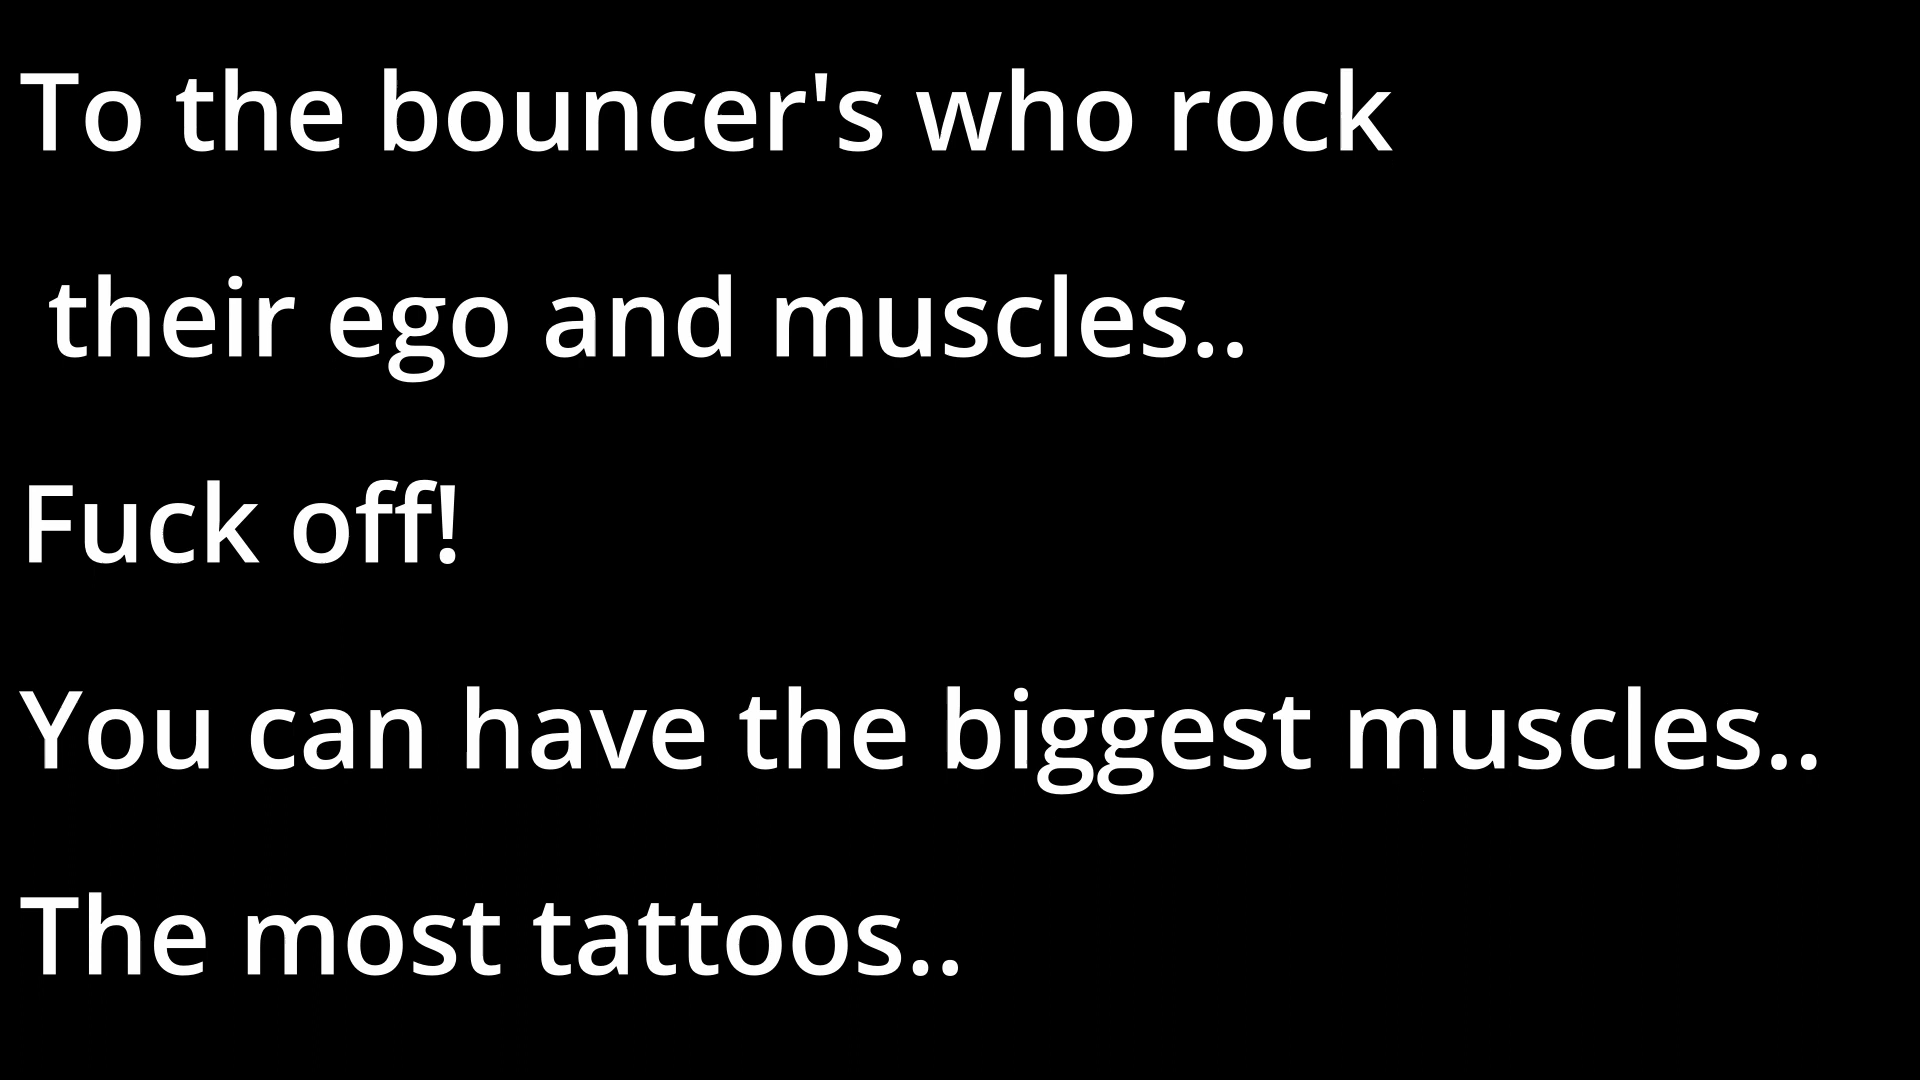 To the bouncer's who rock
their ego and muscles..
Fuck off!
You can have the biggest muscles..
The most tattoos..